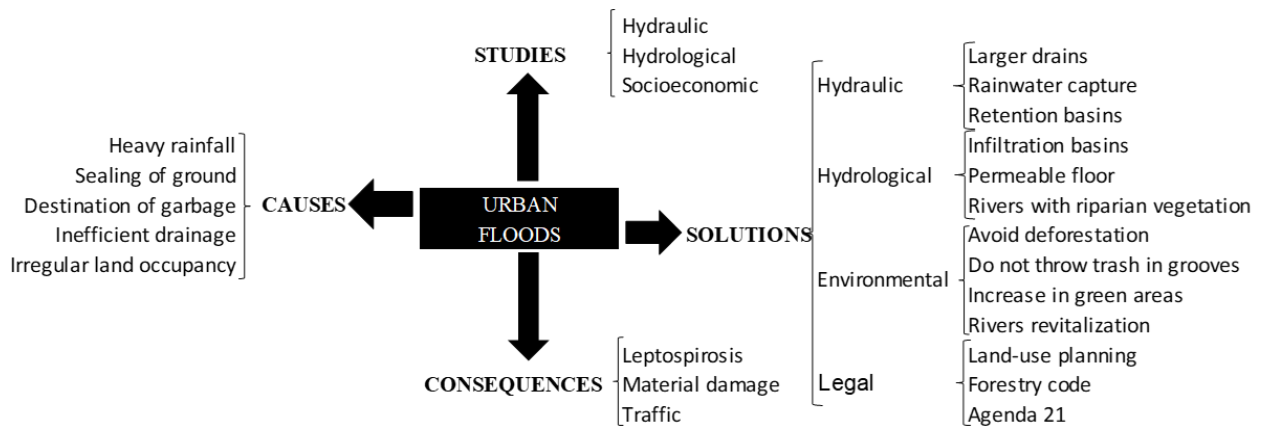 STUDIES
Hydraulic
Hydrological
Socioeconomic
CAUSES
Heavy rainfall
Sealing of ground
Destination of garbage
Inefficient drainage
Irregular land occupancy
URBAN
FLOODS
SOLUTIONS
Hydraulic
Larger drains
Rainwater capture
Retention basins
Hydrological
Infiltration basins
Permeable floor
Rivers with riparian vegetation
Environmental
Avoid deforestation
Do not throw trash in grooves
Increase in green areas
Rivers revitalization
Legal
Land-use planning
Forestry code
Agenda 21
CONSEQUENCES
Leptospirosis
Material damage
Traffic